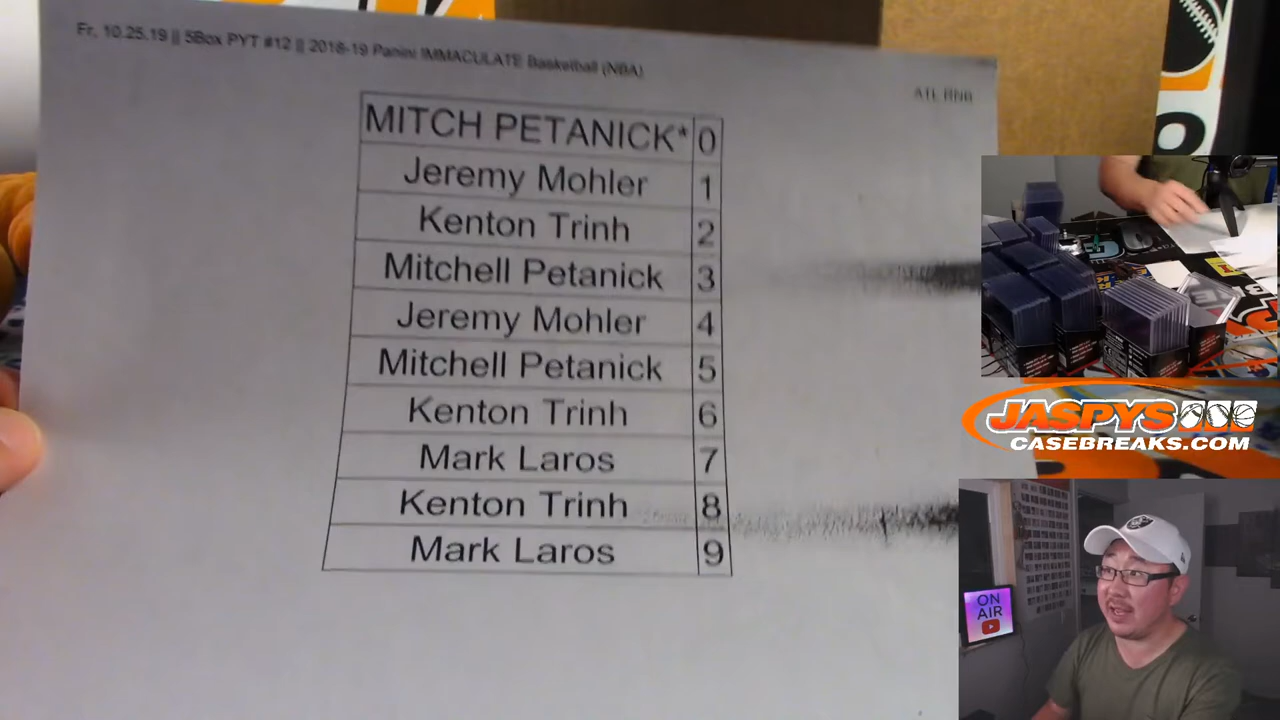 Fr, 10.25.19 || 5Box PYT #12 || 2018-19 Panini IMMACULATE Basketball (NBA)
ATL RNB
MITCH PETANICK* 0
Jeremy Mohler 1
Kenton Trinh 2
Mitchell Petanick 3
Jeremy Mohler 4
Mitchell Petanick 5
Kenton Trinh 6
Mark Laros 7
Kenton Trinh 8
Mark Laros 9
JASPYS
CASEBREAKS.COM
ON
AIR